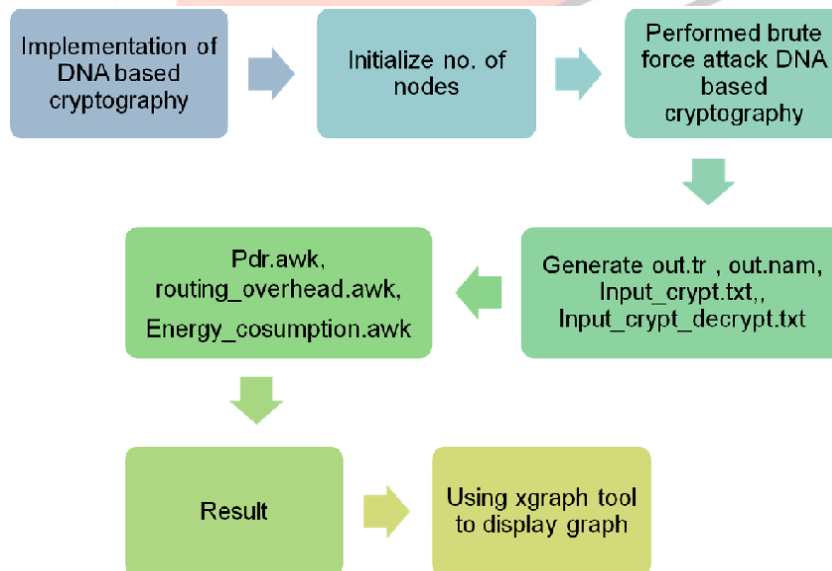 Implementation of
DNA based
cryptography
Initialize no. of
nodes
Performed brute
force attack DNA
based
cryptography
Generate out.tr , out.nam,
Input_crypt.txt,,
Input_crypt_decrypt.txt
Pdr.awk,
routing_overhead.awk,
Energy_cosumption.awk
Result
Using xgraph tool
to display graph